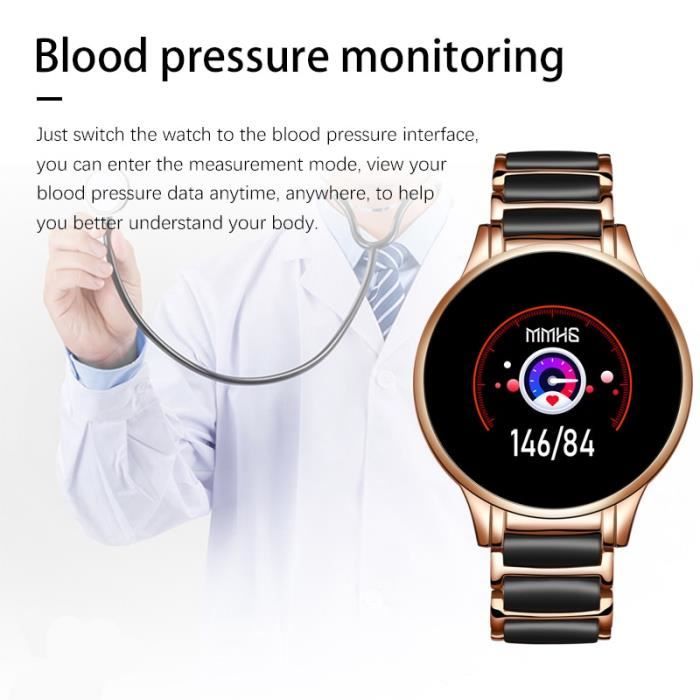 Blood pressure monitoring
Just switch the watch to the blood pressure interface,
you can enter the measurement mode, view your
blood pressure data anytime, anywhere, to help
you better understand your body.
MMHG
146/84